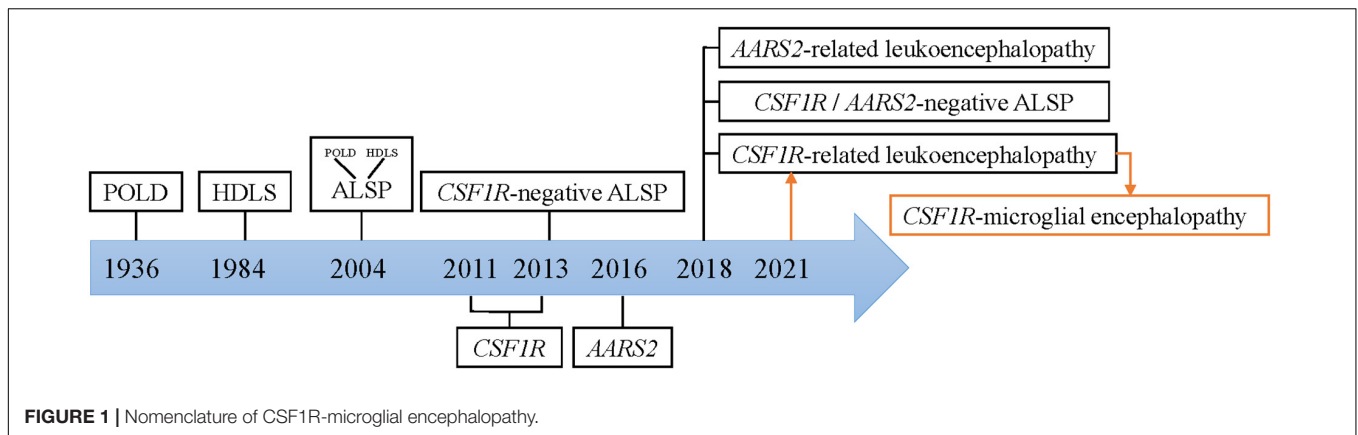 AARS2-related leukoencephalopathy
CSF1R / AARS2-negative ALSP
CSF1R-related leukoencephalopathy
CSF1R-microglial encephalopathy
POLD
HDLS
POLD HDLS
ALSP
CSF1R-negative ALSP
1936 1984 2004 2011 2013 2016 2018 2021
CSF1R
AARS2
FIGURE 1 | Nomenclature of CSF1R-microglial encephalopathy.